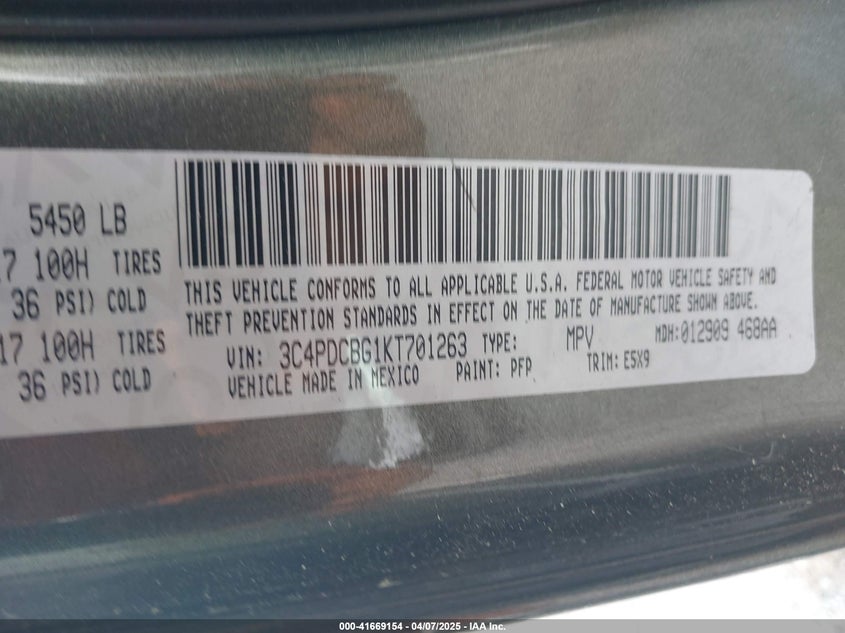 5450 LB
17 100H TIRES
36 PSI) COLD
17 100H TIRES
36 PSI) COLD
THIS VEHICLE CONFORMS TO ALL APPLICABLE U.S.A. FEDERAL MOTOR VEHICLE SAFETY AND
THEFT PREVENTION STANDARDS IN EFFECT ON THE DATE OF MANUFACTURE SHOWN ABOVE.
VIN: 3C4PDCBG1KT701263 TYPE: MPV MDH:012909 468AA
VEHICLE MADE IN MEXICO PAINT: PFP TRIM: E5X9
000-41669154 - 04/07/2025 - IAA Inc.